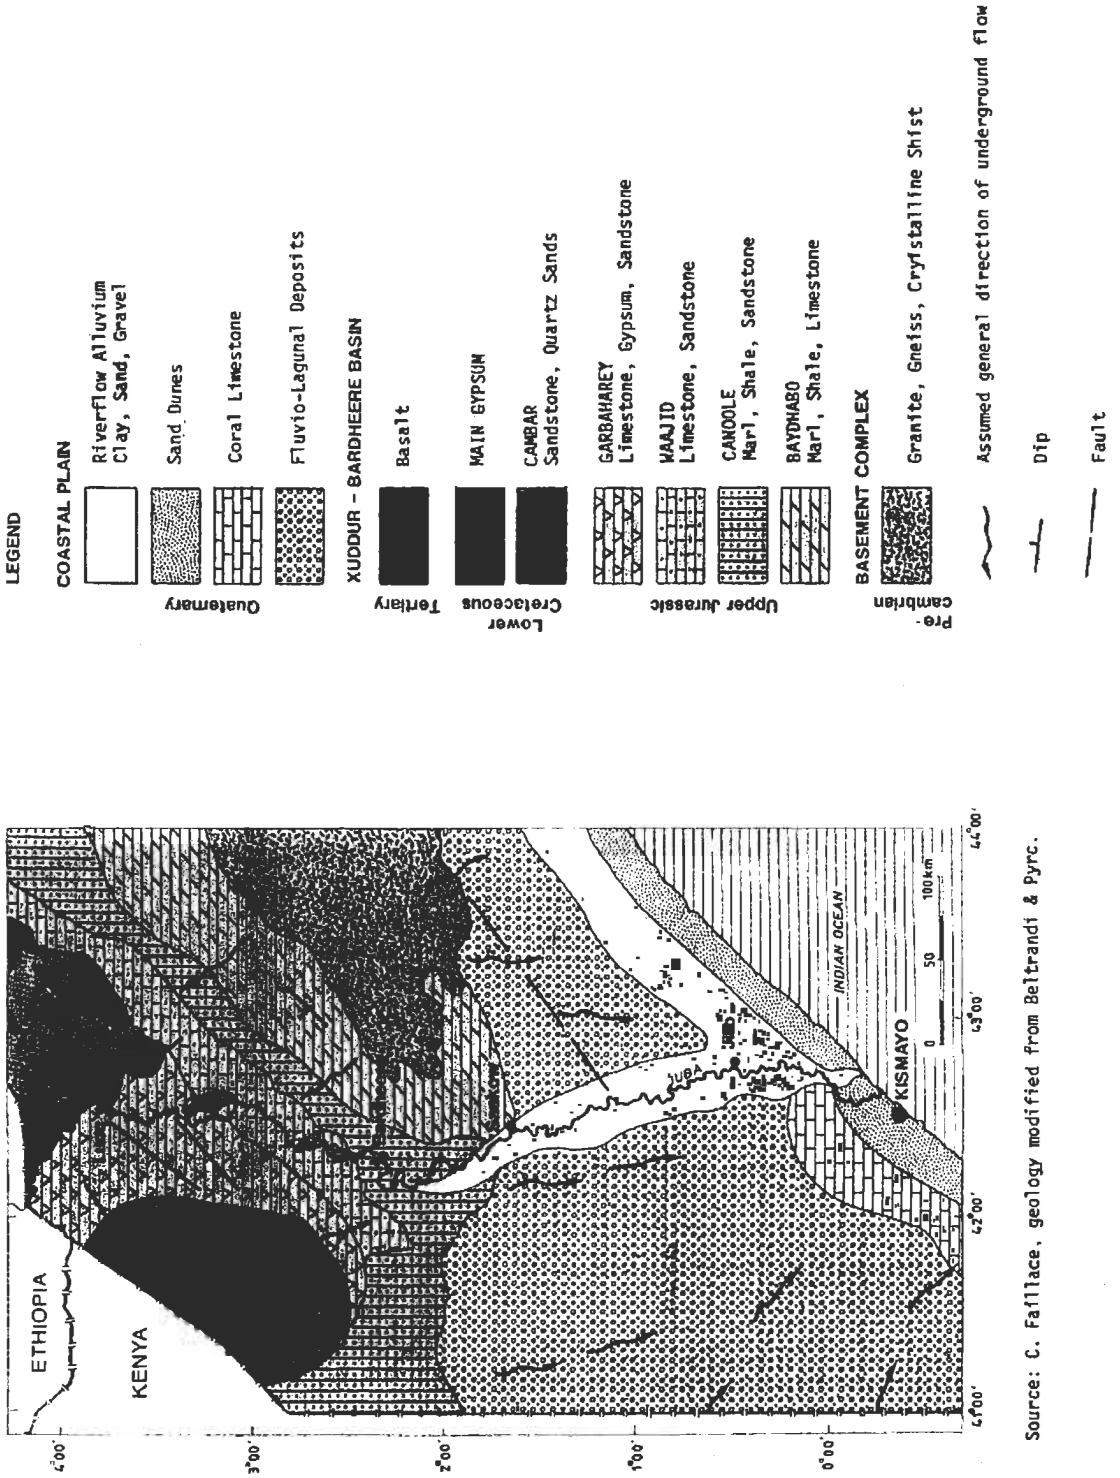 LEGEND
COASTAL PLAIN
Riverflow Alluvium
Clay, Sand, Gravel
Sand Dunes
Coral Limestone
Fluvio-Lagunal Deposits
Quaternary
XUDDUR - BARDHEERE BASIN
Basalt
Tertiary
MAIN GYPSUM
CAMBAR
Sandstone, Quartz Sands
Lower
Cretaceous
GARBAHAREY
Limestone, Gypsum, Sandstone
WAAJID
Limestone, Sandstone
CANOOLE
Marl, Shale, Sandstone
BAYDHABO
Marl, Shale, Limestone
Upper Jurassic
BASEMENT COMPLEX
Granite, Gneiss, Crystalline Shist
Pre-
cambrian
Assumed general direction of underground flow
Dip
Fault
ETHIOPIA
KENYA
JUBA
KISMAYO
INDIAN OCEAN
0 50 100km
4°00'
3°00'
2°00'
1°00'
0°00'
41°00'
42°00'
43°00'
44°00'
Source: C. Faillace, geology modified from Beltrandi & Pyrc.